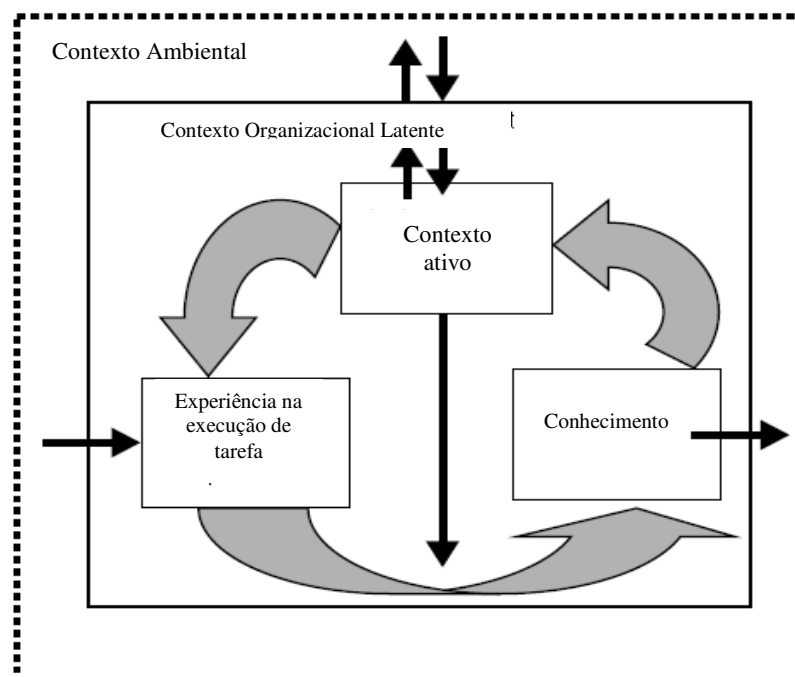 Contexto Ambiental
Contexto Organizacional Latente
t
Contexto
ativo
Experiência na
execução de
tarefa
.
Conhecimento